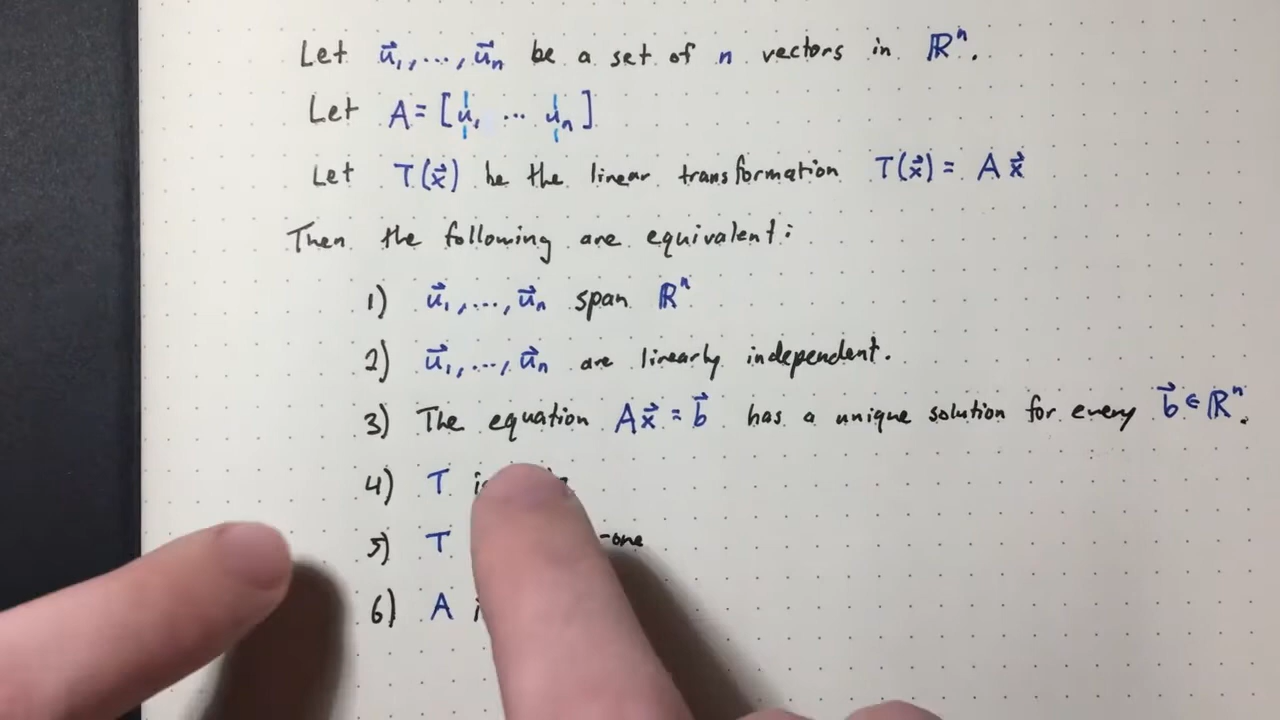 Let u⃗₁,...,u⃗ₙ be a set of n vectors in ℝⁿ.
Let A = [u₁ ... uₙ]
Let T(x⃗) be the linear transformation T(x⃗) = A x⃗
Then the following are equivalent:
1) u⃗₁,...,u⃗ₙ span ℝⁿ
2) u⃗₁,...,u⃗ₙ are linearly independent.
3) The equation A x⃗ = b⃗ has a unique solution for every b⃗ ∈ ℝⁿ.
4) T
5) T -one
6) A